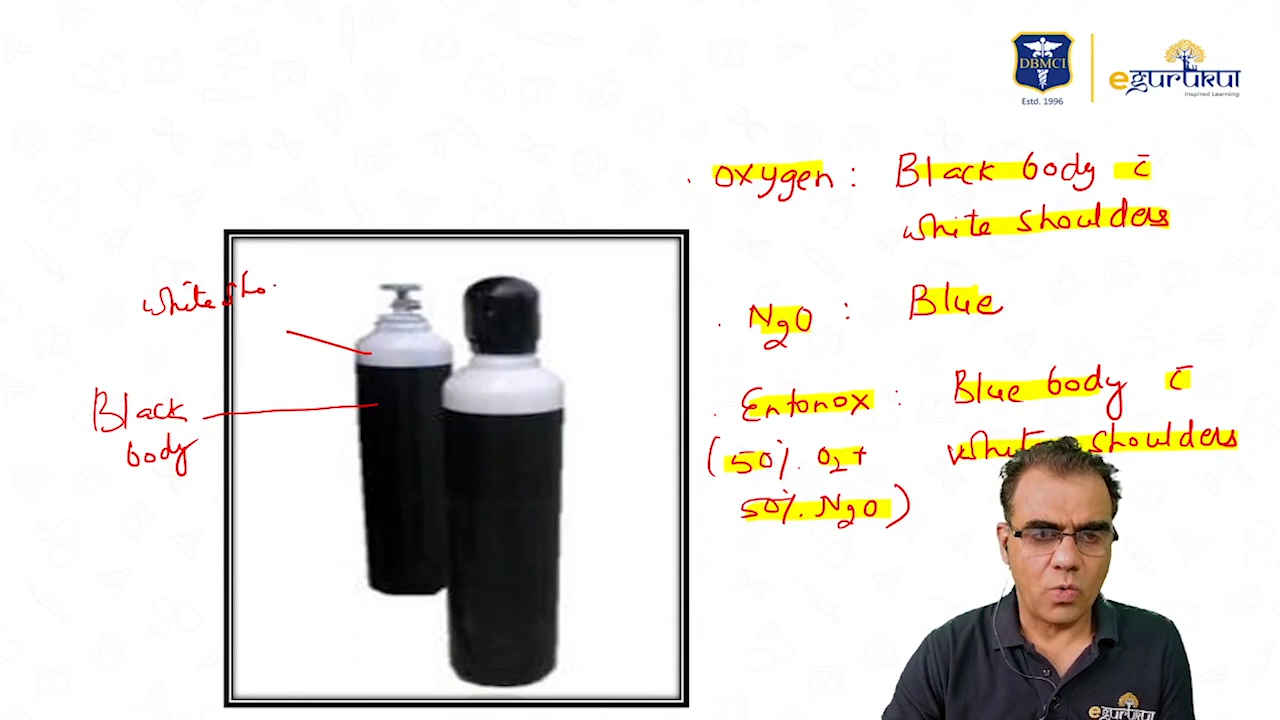 DBMCI
Estd. 1996
egurukul
Inspired Learning
. Oxygen : Black body c̄
white shoulders
white sho.
. N2O : Blue
Black
body
. Entonox : Blue body c̄
(50%. O2 + shoulders
50%. N2O)
egurukul